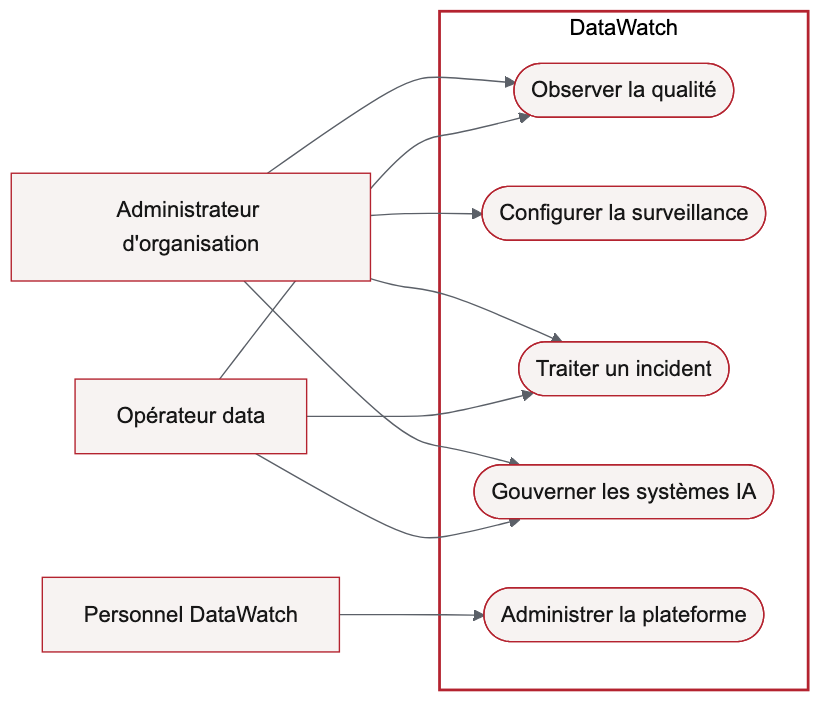 DataWatch
Observer la qualité
Administrateur
d'organisation
Configurer la surveillance
Traiter un incident
Opérateur data
Gouverner les systèmes IA
Personnel DataWatch
Administrer la plateforme